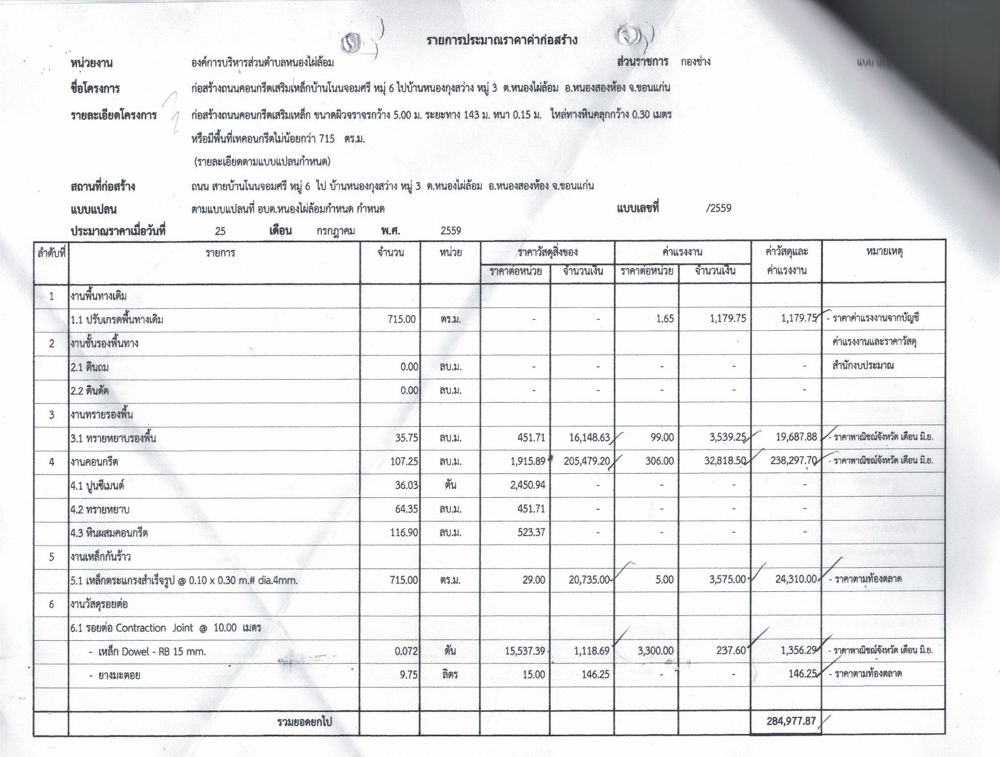 รายการประมาณราคาค่าก่อสร้าง
หน่วยงาน องค์การบริหารส่วนตำบลหนองไผ่ล้อม ส่วนราชการ กองช่าง
ชื่อโครงการ ก่อสร้างถนนคอนกรีตเสริมเหล็กบ้านโนนจอมศรี หมุ่ 6 ไปบ้านหนองกุงสว่าง หมู่ 3 ต.หนองไผ่ล้อม อ.หนองสองห้อง จ.ขอนแก่น
รายละเอียดโครงการ ก่อสร้างถนนคอนกรีตเสริมเหล็ก ขนาดผิวจราจรกว้าง 5.00 ม. ระยะทาง 143 ม. หนา 0.15 ม. ไหล่ทางหินคลุกกว้าง 0.30 เมตร
หรือมีพื้นที่เทคอนกรีตไม่น้อยกว่า 715 ตร.ม.
(รายละเอียดตามแบบแปลนกำหนด)
สถานที่ก่อสร้าง ถนน สายบ้านโนนจอมศรี หมู่ 6 ไป บ้านหนองกุงสว่าง หมู่ 3 ต.หนองไผ่ล้อม อ.หนองสองห้อง จ.ขอนแก่น
แบบแปลน ตามแบบแปลนที่ อบต.หนองไผ่ล้อมกำหนด กำหนด แบบเลขที่ /2559
ประมาณราคาเมื่อวันที่ 25 เดือน กรกฎาคม พ.ศ. 2559
ลำดับที่ รายการ จำนวน หน่วย ราคาวัสดุสิ่งของ ค่าแรงงาน ค่าวัสดุและ หมายเหตุ
ราคาต่อหน่วย จำนวนเงิน ราคาต่อหน่วย จำนวนเงิน ค่าแรงงาน
1 งานพื้นทางเดิม
1.1 ปรับเกรดพื้นทางเดิม 715.00 ตร.ม. - - 1.65 1,179.75 1,179.75 - ราคาค่าแรงงานจากบัญชี
2 งานชั้นรองพื้นทาง ค่าแรงงานและราคาวัสดุ
2.1 ดินถม 0.00 ลบ.ม. - - - - - สำนักงบประมาณ
2.2 ดินตัด 0.00 ลบ.ม. - - - - -
3 งานทรายรองพื้น
3.1 ทรายหยาบรองพื้น 35.75 ลบ.ม. 451.71 16,148.63 99.00 3,539.25 19,687.88 - ราคาพาณิชณ์จังหวัด เดือน มิ.ย.
4 งานคอนกรีต 107.25 ลบ.ม. 1,915.89 205,479.20 306.00 32,818.50 238,297.70 - ราคาพาณิชณ์จังหวัด เดือน มิ.ย.
4.1 ปูนซีเมนต์ 36.03 ตัน 2,450.94 - - - -
4.2 ทรายหยาบ 64.35 ลบ.ม. 451.71 - - - -
4.3 หินผสมคอนกรีต 116.90 ลบ.ม. 523.37 - - - -
5 งานเหล็กกันร้าว
5.1 เหล็กตระแกรงสำเร็จรูป @ 0.10 x 0.30 m.# dia.4mm. 715.00 ตร.ม. 29.00 20,735.00 5.00 3,575.00 24,310.00 - ราคาตามท้องตลาด
6 งานวัสดุรอยต่อ
6.1 รอยต่อ Contraction Joint @ 10.00 เมตร
- เหล็ก Dowel - RB 15 mm. 0.072 ตัน 15,537.39 1,118.69 3,300.00 237.60 1,356.29 - ราคาพาณิชณ์จังหวัด เดือน มิ.ย.
- ยางมะตอย 9.75 ลิตร 15.00 146.25 - - 146.25 - ราคาตามท้องตลาด
รวมยอดยกไป 284,977.87